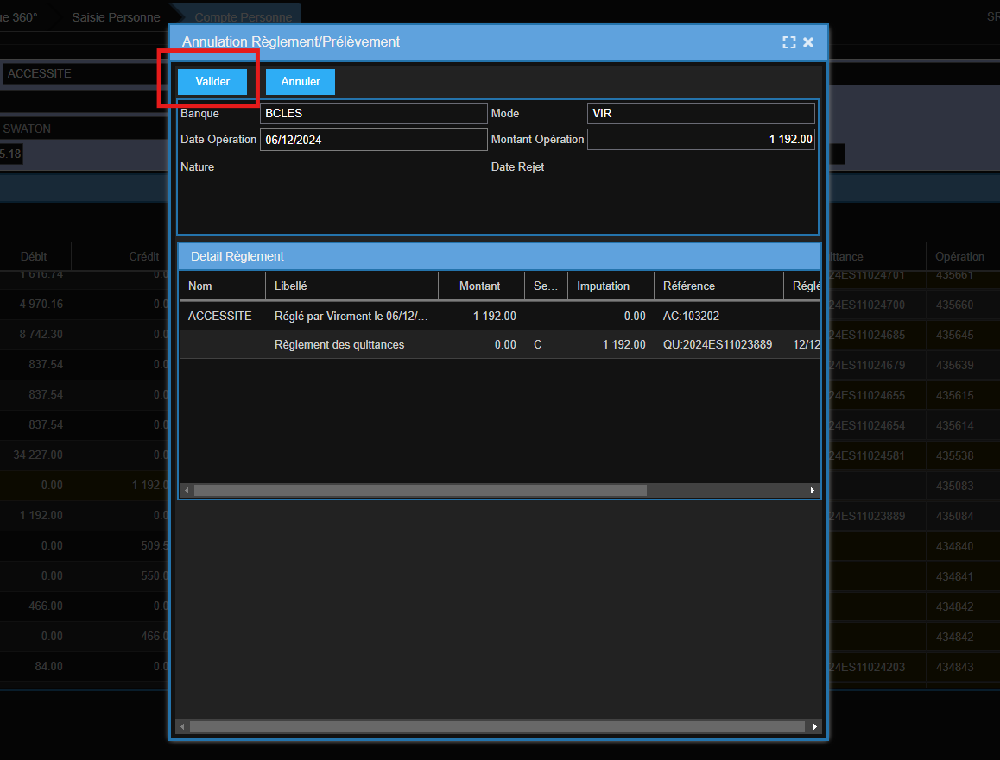 ue 360° Saisie Personne Compte Personne SP
Annulation Règlement/Prélèvement
ACCESSITE
Valider Annuler
Banque BCLES Mode VIR
SWATON
Date Opération 06/12/2024 Montant Opération 1 192.00
5.18
Nature Date Rejet
Detail Règlement
Débit Crédit ittance Opération
1 616.74 0.0 24ES11024701 435661
Nom Libellé Montant Se... Imputation Référence Réglé
4 970.16 0.0 24ES11024700 435660
ACCESSITE Réglé par Virement le 06/12/... 1 192.00 0.00 AC:103202
8 742.30 0.0 24ES11024685 435645
Règlement des quittances 0.00 C 1 192.00 QU:2024ES11023889 12/12
837.54 0.0 24ES11024679 435639
837.54 0.0 24ES11024655 435615
837.54 0.0 24ES11024654 435614
34 227.00 0.0 24ES11024581 435538
0.00 1 192.0 435083
1 192.00 0.0 24ES11023889 435084
0.00 509.5 434840
0.00 550.0 434841
466.00 0.0 434842
0.00 466.0 434842
84.00 0.0 24ES11024203 434843